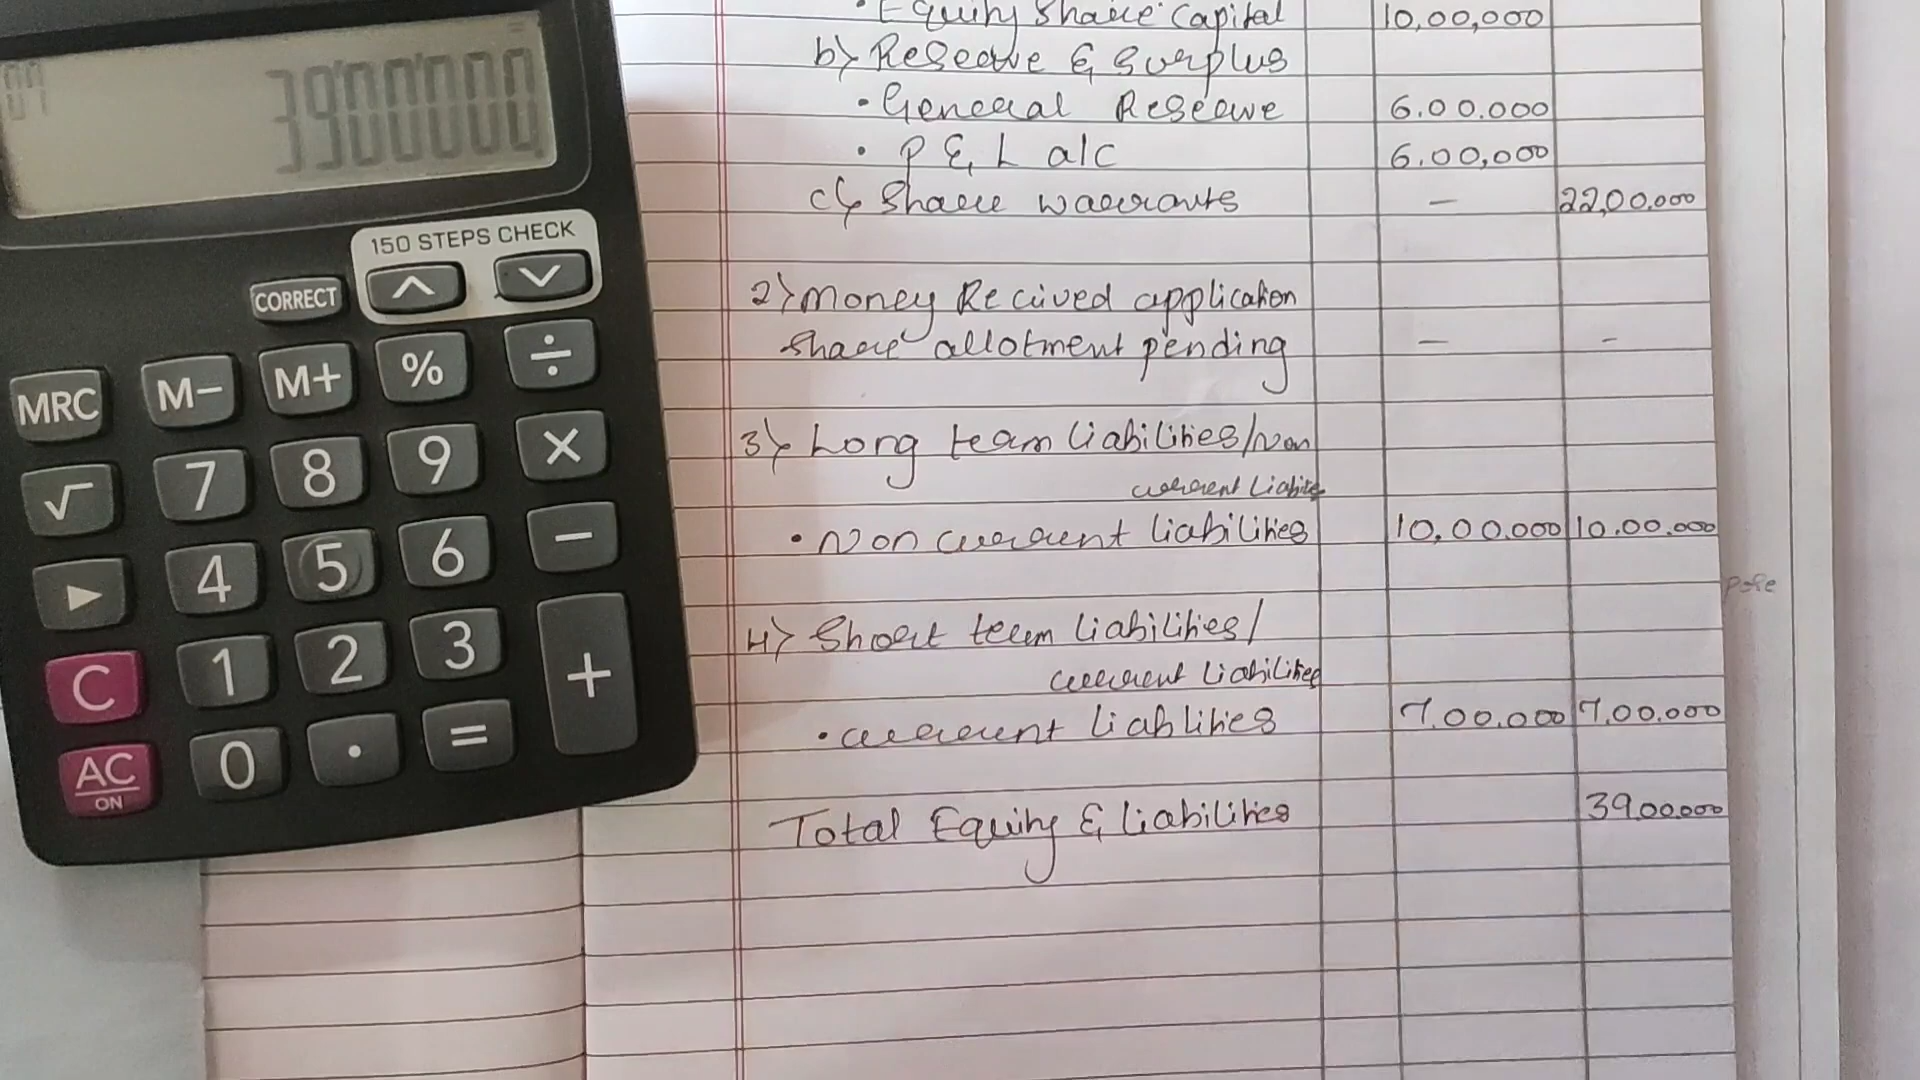 3900000.
150 STEPS CHECK
CORRECT
MRC M- M+ % ÷
√ 7 8 9 ×
▶ 4 5 6 −
C 1 2 3 +
AC/ON 0 . =
• Equity Share Capital 10,00,000
b) Reserve & Surplus
• General Reserve 6.00.000
• P & L a/c 6.00,000
c) Share warrants — 22,00.000
2) Money Recived application
Share allotment pending — -
3) Long team liabilities/Non
current Liabilites
• Non current liabilities 10,00.000 10.00.000
4) Short term liabilities/
current liabilities
• current liablities 7.00.000 7,00.000
Total Equity & liabilities 39,00.000